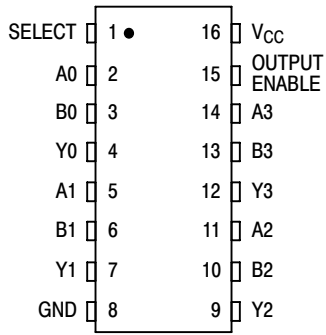 SELECT 1 16 VCC
A0 2 15 OUTPUT ENABLE
B0 3 14 A3
Y0 4 13 B3
A1 5 12 Y3
B1 6 11 A2
Y1 7 10 B2
GND 8 9 Y2